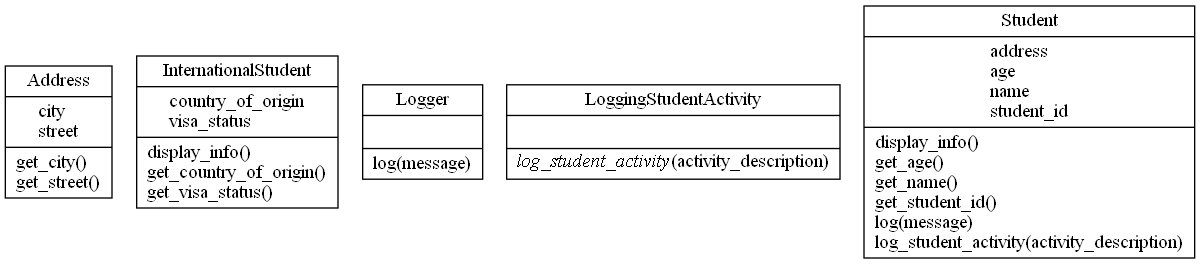 Address
city
street
get_city()
get_street()
InternationalStudent
country_of_origin
visa_status
display_info()
get_country_of_origin()
get_visa_status()
Logger
log(message)
LoggingStudentActivity
log_student_activity(activity_description)
Student
address
age
name
student_id
display_info()
get_age()
get_name()
get_student_id()
log(message)
log_student_activity(activity_description)